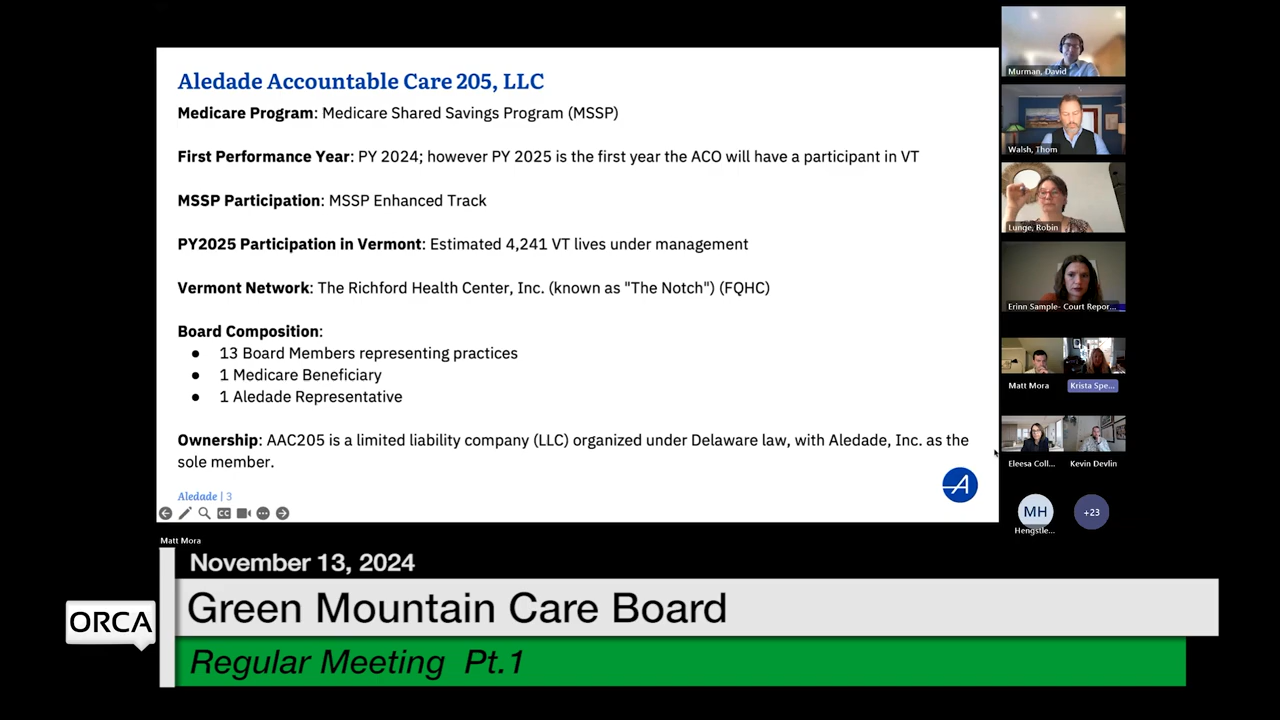 Aledade Accountable Care 205, LLC
Medicare Program: Medicare Shared Savings Program (MSSP)
First Performance Year: PY 2024; however PY 2025 is the first year the ACO will have a participant in VT
MSSP Participation: MSSP Enhanced Track
PY2025 Participation in Vermont: Estimated 4,241 VT lives under management
Vermont Network: The Richford Health Center, Inc. (known as "The Notch") (FQHC)
Board Composition:
● 13 Board Members representing practices
● 1 Medicare Beneficiary
● 1 Aledade Representative
Ownership: AAC205 is a limited liability company (LLC) organized under Delaware law, with Aledade, Inc. as the
sole member.
Aledade | 3
A
CC
Matt Mora
Murman, David
Walsh, Thom
Lunge, Robin
Erinn Sample- Court Repor...
Matt Mora
Krista Spe...
Eleesa Coll...
Kevin Devlin
MH
+23
Hengstle...
November 13, 2024
ORCA
Green Mountain Care Board
Regular Meeting Pt.1